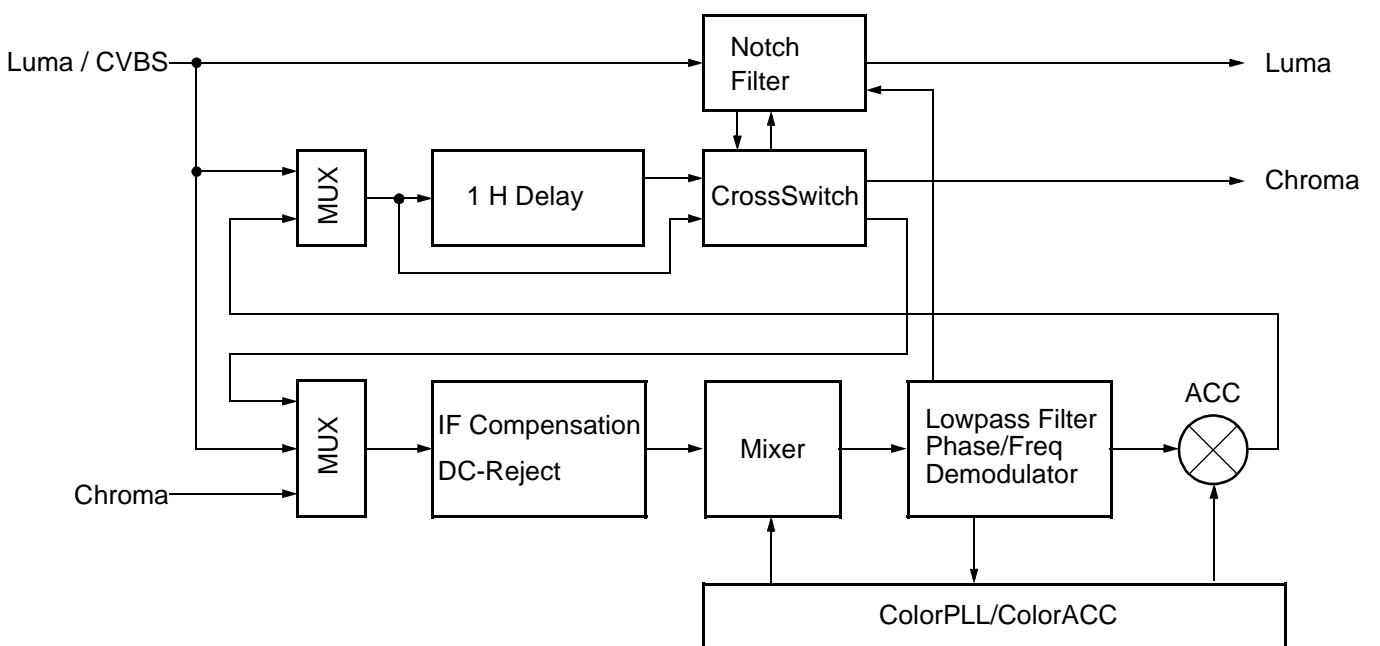 Notch
Filter
Luma / CVBS
Luma
MUX
1 H Delay
CrossSwitch
Chroma
ACC
MUX
IF Compensation
DC-Reject
Mixer
Lowpass Filter
Phase/Freq
Demodulator
Chroma
ColorPLL/ColorACC